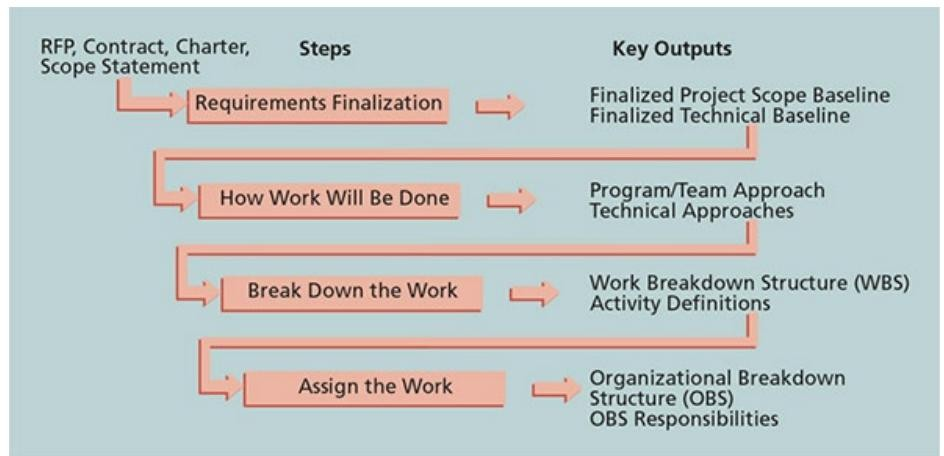 RFP, Contract, Charter,
Scope Statement
Steps
Key Outputs
Requirements Finalization
Finalized Project Scope Baseline
Finalized Technical Baseline
How Work Will Be Done
Program/Team Approach
Technical Approaches
Break Down the Work
Work Breakdown Structure (WBS)
Activity Definitions
Assign the Work
Organizational Breakdown
Structure (OBS)
OBS Responsibilities